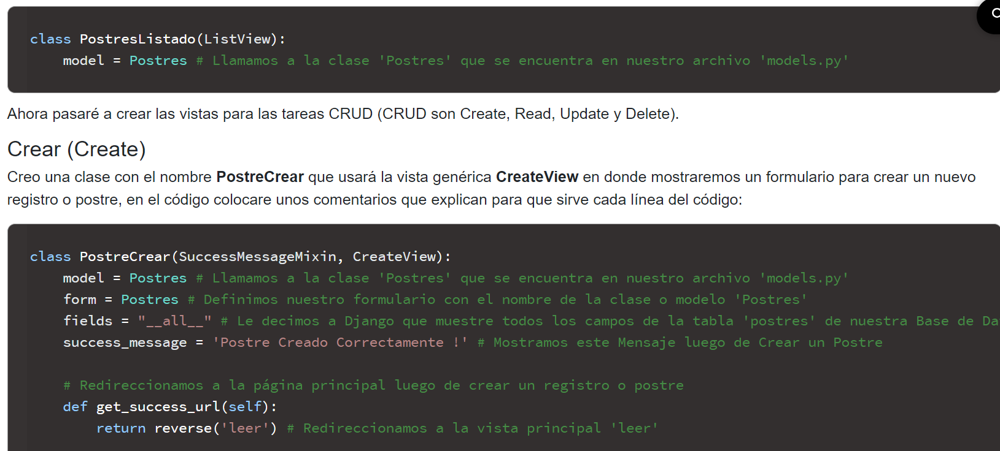 class PostresListado(ListView):
    model = Postres # Llamamos a la clase 'Postres' que se encuentra en nuestro archivo 'models.py'
Ahora pasaré a crear las vistas para las tareas CRUD (CRUD son Create, Read, Update y Delete).
Crear (Create)
Creo una clase con el nombre PostreCrear que usará la vista genérica CreateView en donde mostraremos un formulario para crear un nuevo
registro o postre, en el código colocare unos comentarios que explican para que sirve cada línea del código:
class PostreCrear(SuccessMessageMixin, CreateView):
    model = Postres # Llamamos a la clase 'Postres' que se encuentra en nuestro archivo 'models.py'
    form = Postres # Definimos nuestro formulario con el nombre de la clase o modelo 'Postres'
    fields = "__all__" # Le decimos a Django que muestre todos los campos de la tabla 'postres' de nuestra Base de Da
    success_message = 'Postre Creado Correctamente !' # Mostramos este Mensaje luego de Crear un Postre
    # Redireccionamos a la página principal luego de crear un registro o postre
    def get_success_url(self):
        return reverse('leer') # Redireccionamos a la vista principal 'leer'